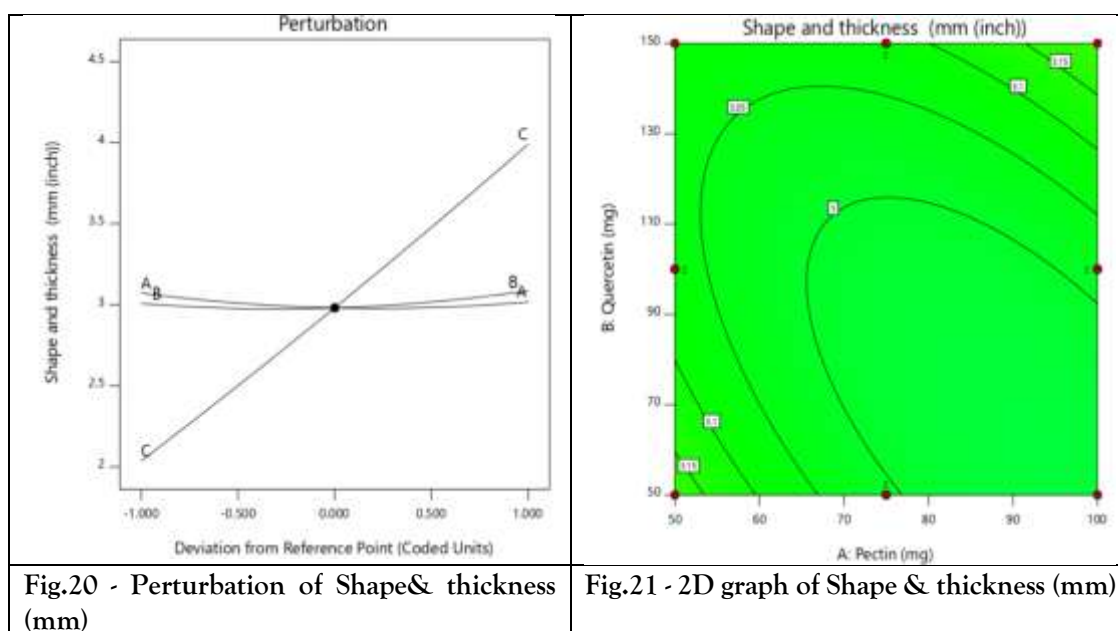 Perturbation
4.5
4
3.5
3
2.5
2
Shape and thickness (mm (inch))
C
A
B
B
A
C
-1.000
-0.500
0.000
0.500
1.000
Deviation from Reference Point (Coded Units)
Fig.20 - Perturbation of Shape& thickness
(mm)
Shape and thickness (mm (inch))
150
130
110
90
70
50
B: Quercetin (mg)
50
60
70
80
90
100
A: Pectin (mg)
Fig.21 - 2D graph of Shape & thickness (mm)